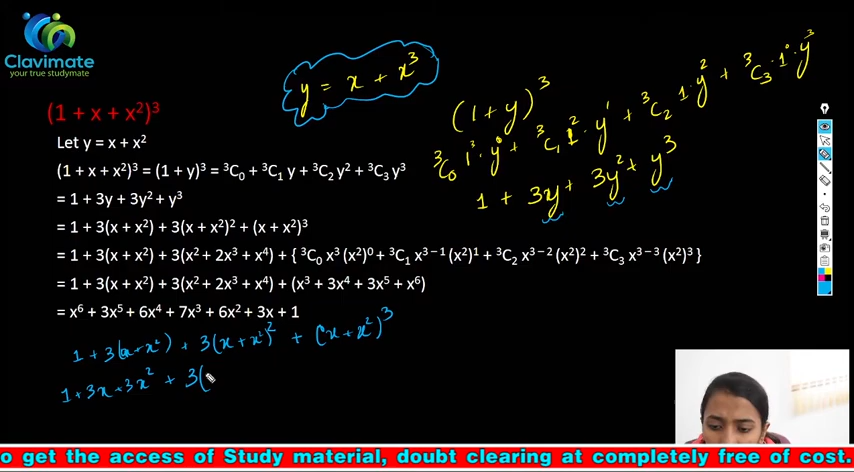 Clavimate
your true studymate
y = x + x³
(1 + x + x²)³
Let y = x + x²
(1 + x + x²)³ = (1 + y)³ = ³C₀ + ³C₁ y + ³C₂ y² + ³C₃ y³
= 1 + 3y + 3y² + y³
= 1 + 3(x + x²) + 3(x + x²)² + (x + x²)³
= 1 + 3(x + x²) + 3(x² + 2x³ + x⁴) + { ³C₀ x³ (x²)⁰ + ³C₁ x³⁻¹ (x²)¹ + ³C₂ x³⁻² (x²)² + ³C₃ x³⁻³ (x²)³ }
= 1 + 3(x + x²) + 3(x² + 2x³ + x⁴) + (x³ + 3x⁴ + 3x⁵ + x⁶)
= x⁶ + 3x⁵ + 6x⁴ + 7x³ + 6x² + 3x + 1
(1 + y)³
³C₀ 1³ · y⁰ + ³C₁ 1² · y¹ + ³C₂ 1 · y² + ³C₃ · 1⁰ · y³
1 + 3y + 3y² + y³
1 + 3(x + x²) + 3(x + x²)² + (x + x²)³
1 + 3x + 3x² + 3(
o get the access of Study material, doubt clearing at completely free of cost.